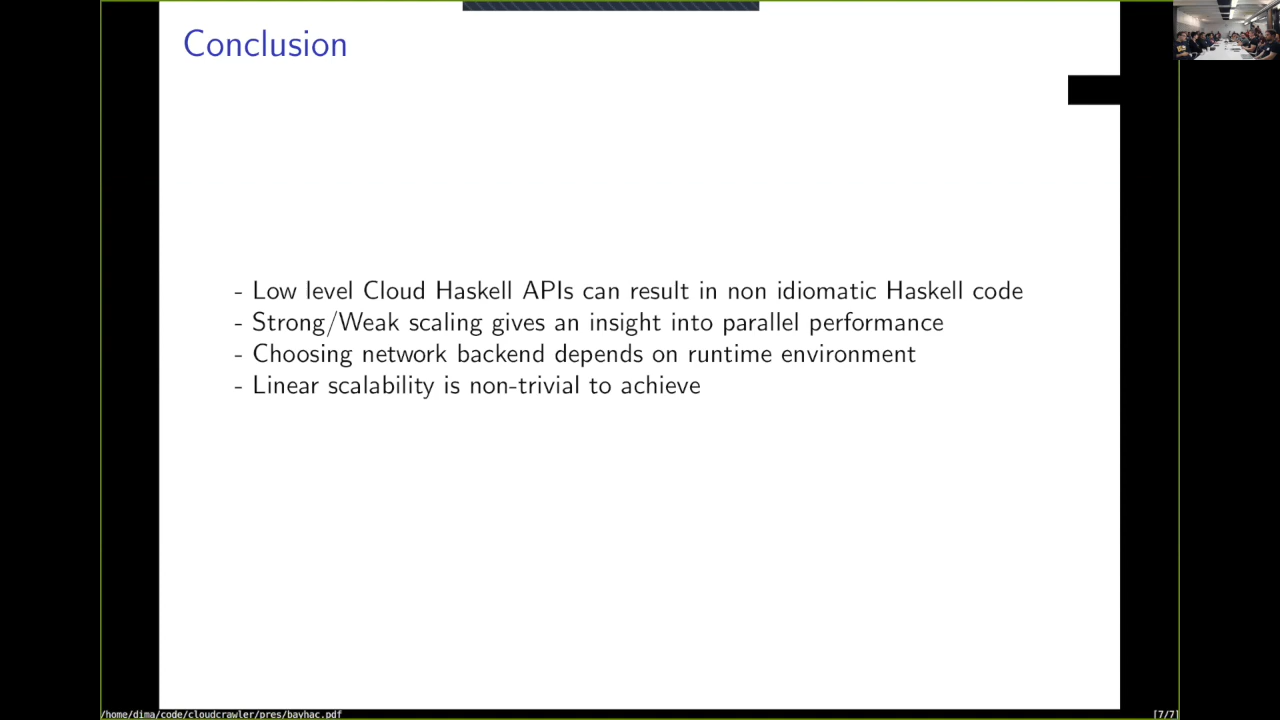 Conclusion
- Low level Cloud Haskell APIs can result in non idiomatic Haskell code
- Strong/Weak scaling gives an insight into parallel performance
- Choosing network backend depends on runtime environment
- Linear scalability is non-trivial to achieve
/home/dima/code/cloudcrawler/pres/bayhac.pdf
[7/7]